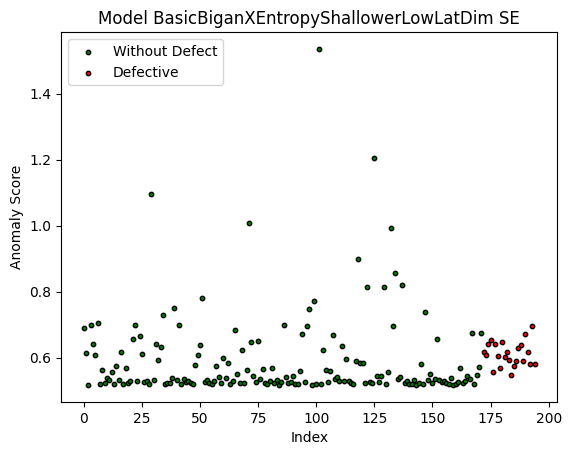 Model BasicBiganXEntropyShallowerLowLatDim SE
Without Defect
Defective
1.4
1.2
1.0
0.8
0.6
Anomaly Score
0 25 50 75 100 125 150 175 200
Index